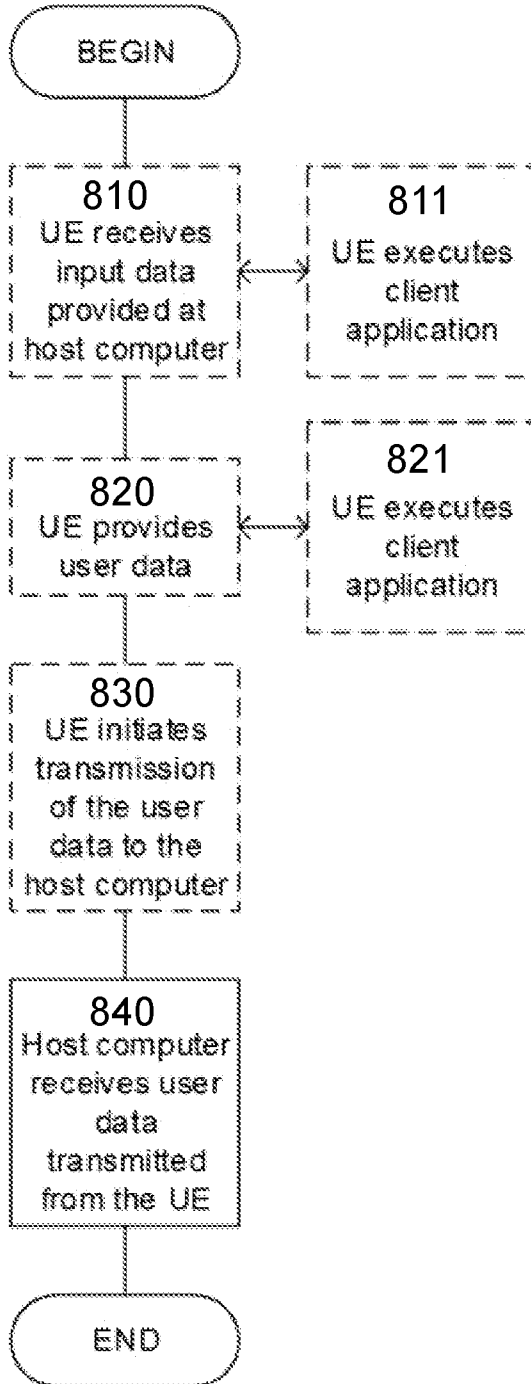 BEGIN
810
UE receives
input data
provided at
host computer
811
UE executes
client
application
820
UE provides
user data
821
UE executes
client
application
830
UE initiates
transmission
of the user
data to the
host computer
840
Host computer
receives user
data
transmitted
from the UE
END